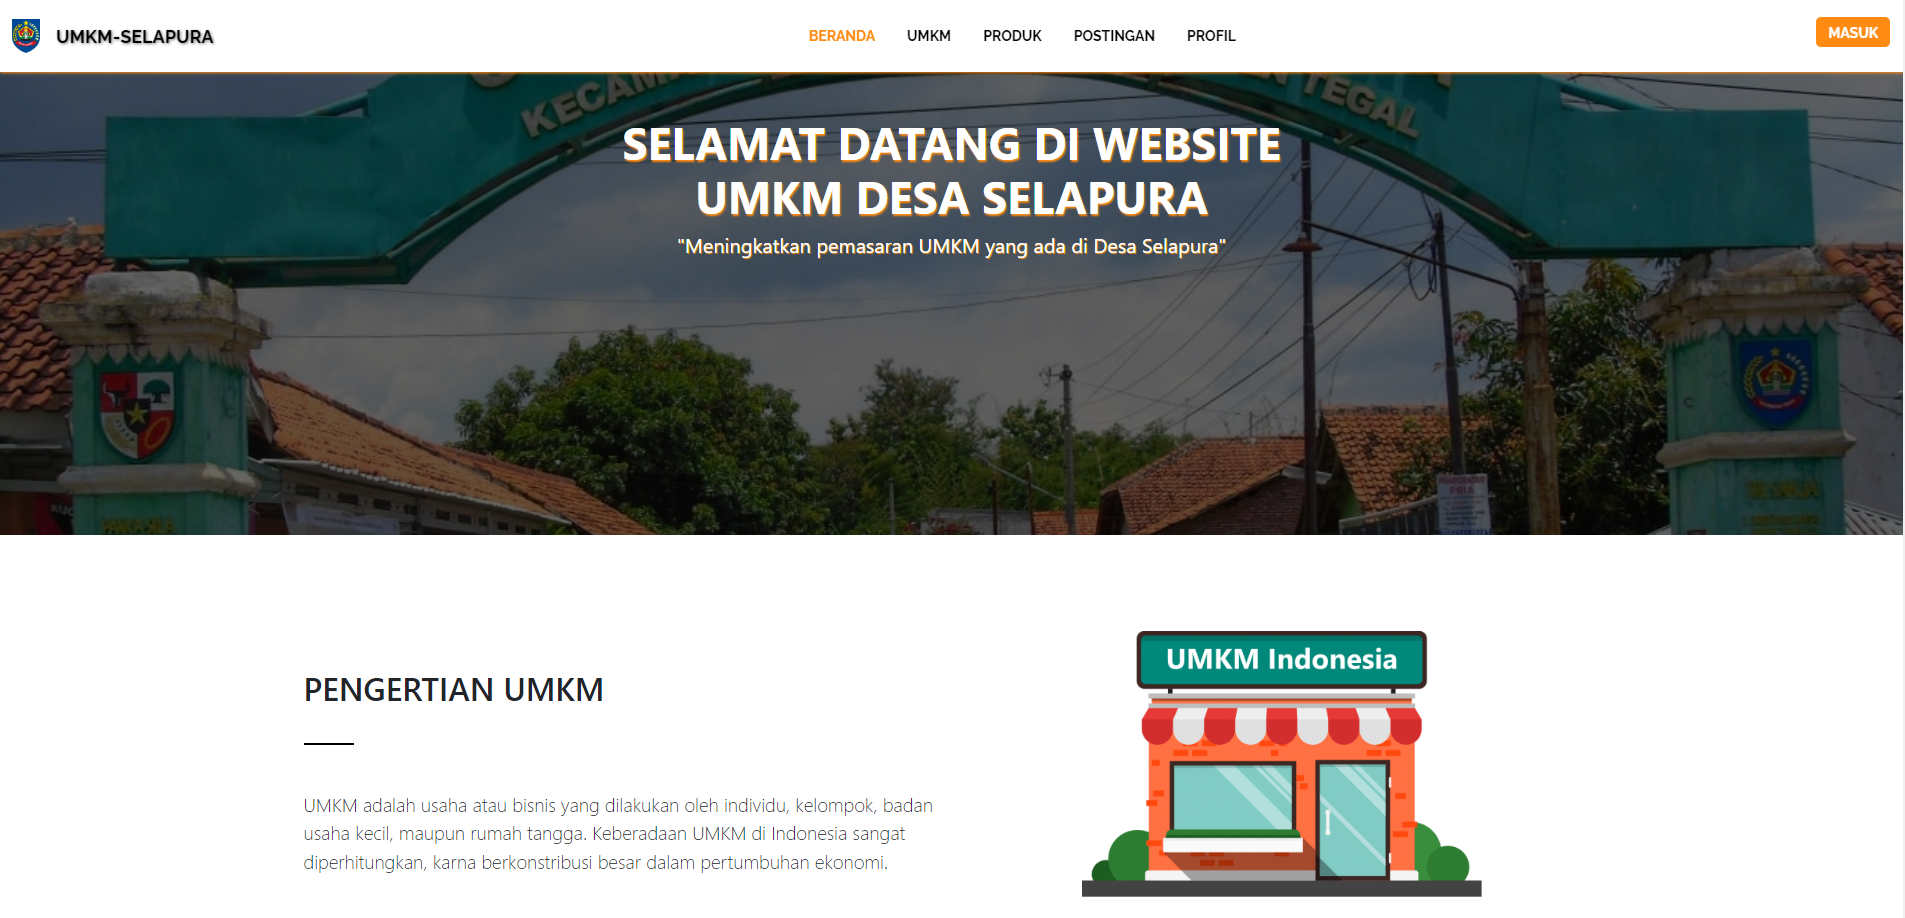 UMKM-SELAPURA
BERANDA
UMKM
PRODUK
POSTINGAN
PROFIL
MASUK
TEGAL
SELAMAT DATANG DI WEBSITE
UMKM DESA SELAPURA
"Meningkatkan pemasaran UMKM yang ada di Desa Selapura"
PRIA
PANCASILA
UMKM Indonesia
PENGERTIAN UMKM
UMKM adalah usaha atau bisnis yang dilakukan oleh individu, kelompok, badan
usaha kecil, maupun rumah tangga. Keberadaan UMKM di Indonesia sangat
diperhitungkan, karna berkonstribusi besar dalam pertumbuhan ekonomi.